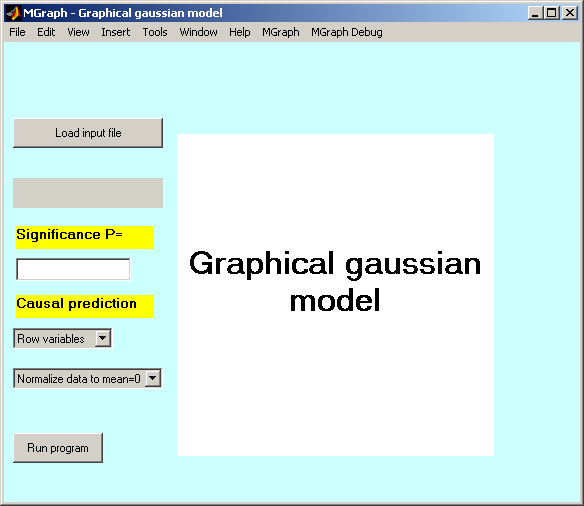 MGraph - Graphical gaussian model
File Edit View Insert Tools Window Help MGraph MGraph Debug
Load input file
Significance P=
Causal prediction
Row variables
Normalize data to mean=0
Run program
Graphical gaussian
model